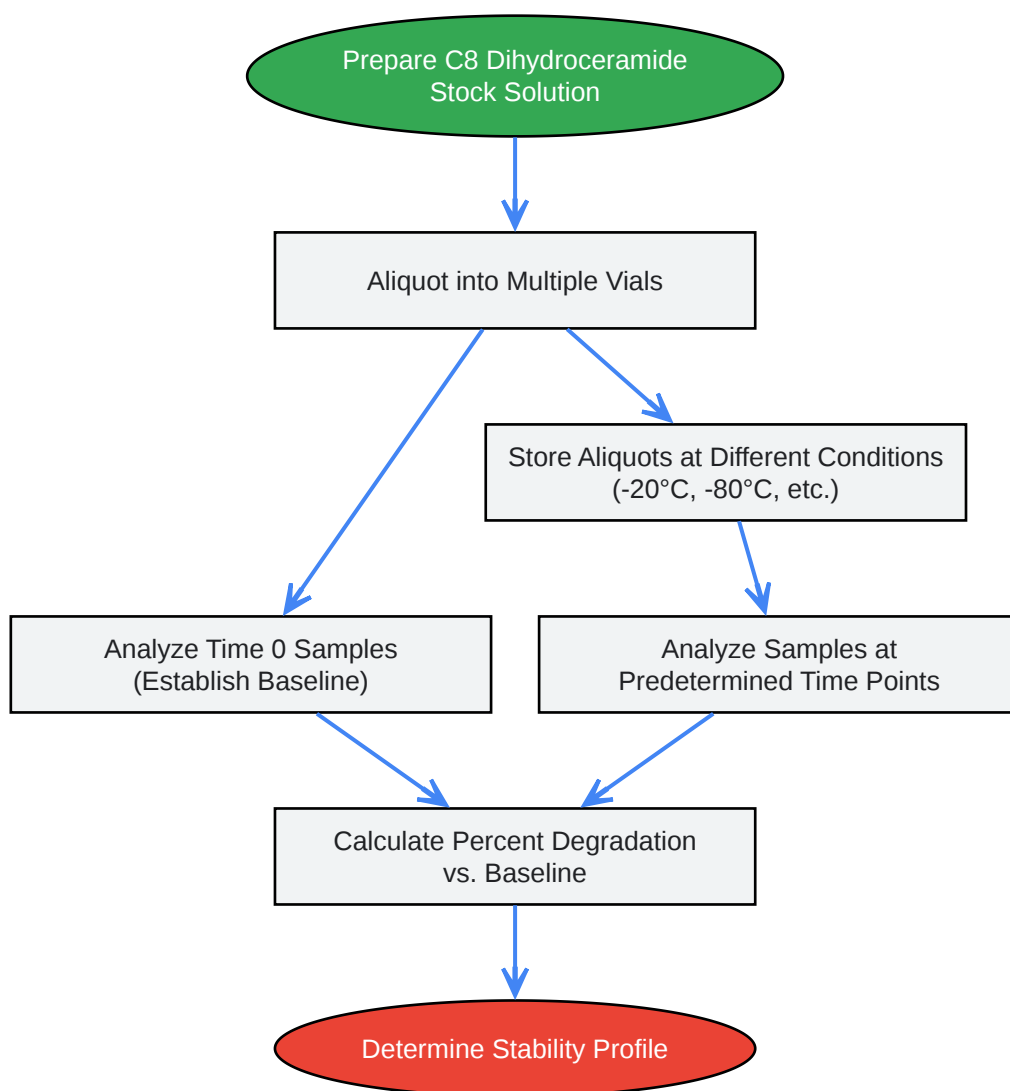 Prepare C8 Dihydroceramide
Stock Solution
Aliquot into Multiple Vials
Store Aliquots at Different Conditions
(-20°C, -80°C, etc.)
Analyze Time 0 Samples
(Establish Baseline)
Analyze Samples at
Predetermined Time Points
Calculate Percent Degradation
vs. Baseline
Determine Stability Profile